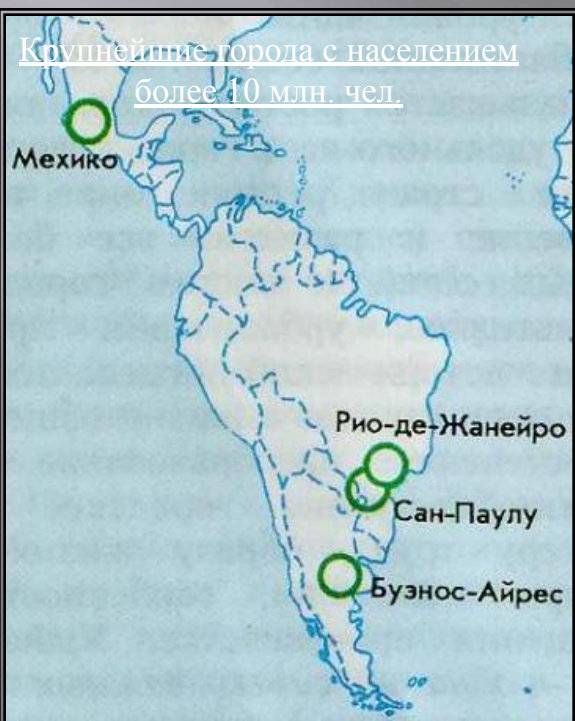 Крупнейшие города с населением
более 10 млн. чел.
Мехико
Рио-де-Жанейро
Сан-Паулу
Буэнос-Айрес